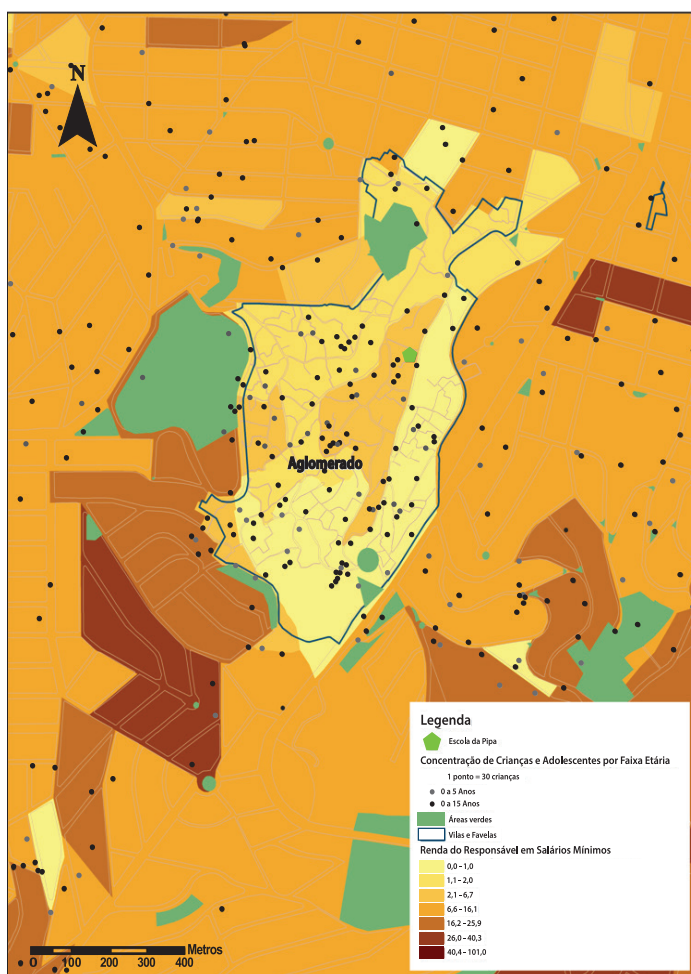 N
Aglomerado
Legenda
Escola da Pipa
Concentração de Crianças e Adolescentes por Faixa Etária
1 ponto = 30 crianças
0 a 5 Anos
0 a 15 Anos
Áreas verdes
Vilas e Favelas
Renda do Responsável em Salários Mínimos
0,0 – 1,0
1,1 – 2,0
2,1 – 6,7
6,6 – 16,1
16,2 – 25,9
26,0 – 40,3
40,4 – 101,0
Metros
0 100 200 400